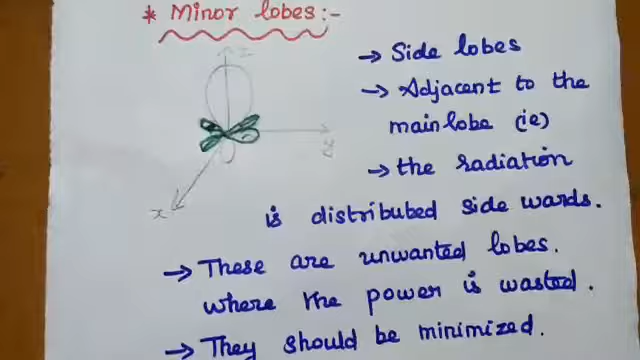 * Minor lobes:-
z
y
x
→ Side lobes
→ Adjacent to the
mainlobe (ie)
→ the radiation
is distributed side wards.
→ These are unwanted lobes.
where the power is wasted.
→ They should be minimized.